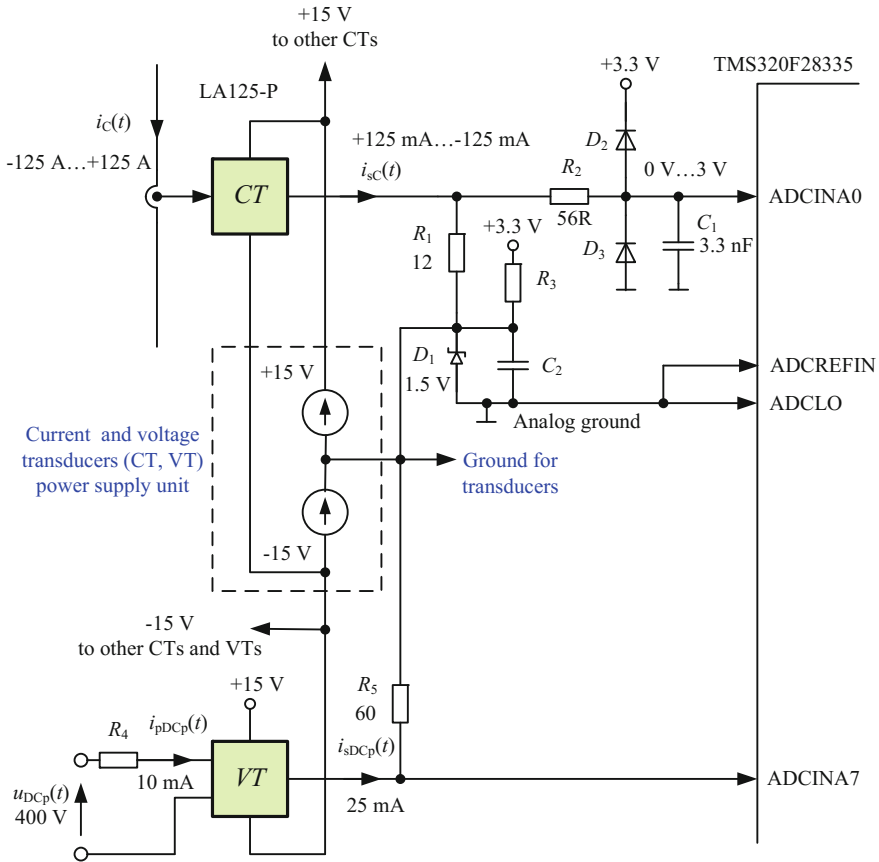 +15 V
to other CTs
+3.3 V
TMS320F28335
LA125-P
iC(t)
+125 mA…-125 mA
D2
-125 A…+125 A
CT
isC(t)
R2
0 V…3 V
ADCINA0
56R
C1
3.3 nF
R1
12
+3.3 V
D3
R3
+15 V
D1
1.5 V
C2
ADCREFIN
ADCLO
Analog ground
Current and voltage
transducers (CT, VT)
power supply unit
Ground for
transducers
-15 V
-15 V
to other CTs and VTs
+15 V
R5
60
R4
ipDCp(t)
isDCp(t)
10 mA
VT
25 mA
ADCINA7
uDCp(t)
400 V